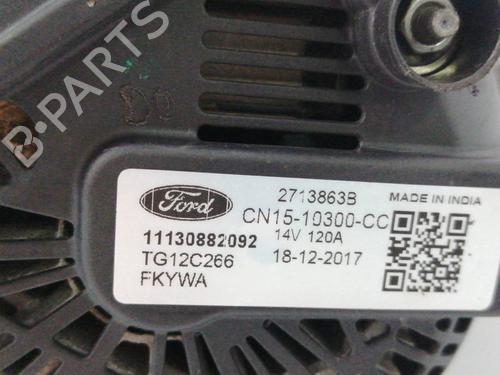 B-PARTS
Ford
2713863B
MADE IN INDIA
CN15-10300-CC
11130882092
14V 120A
TG12C266
18-12-2017
FKYWA